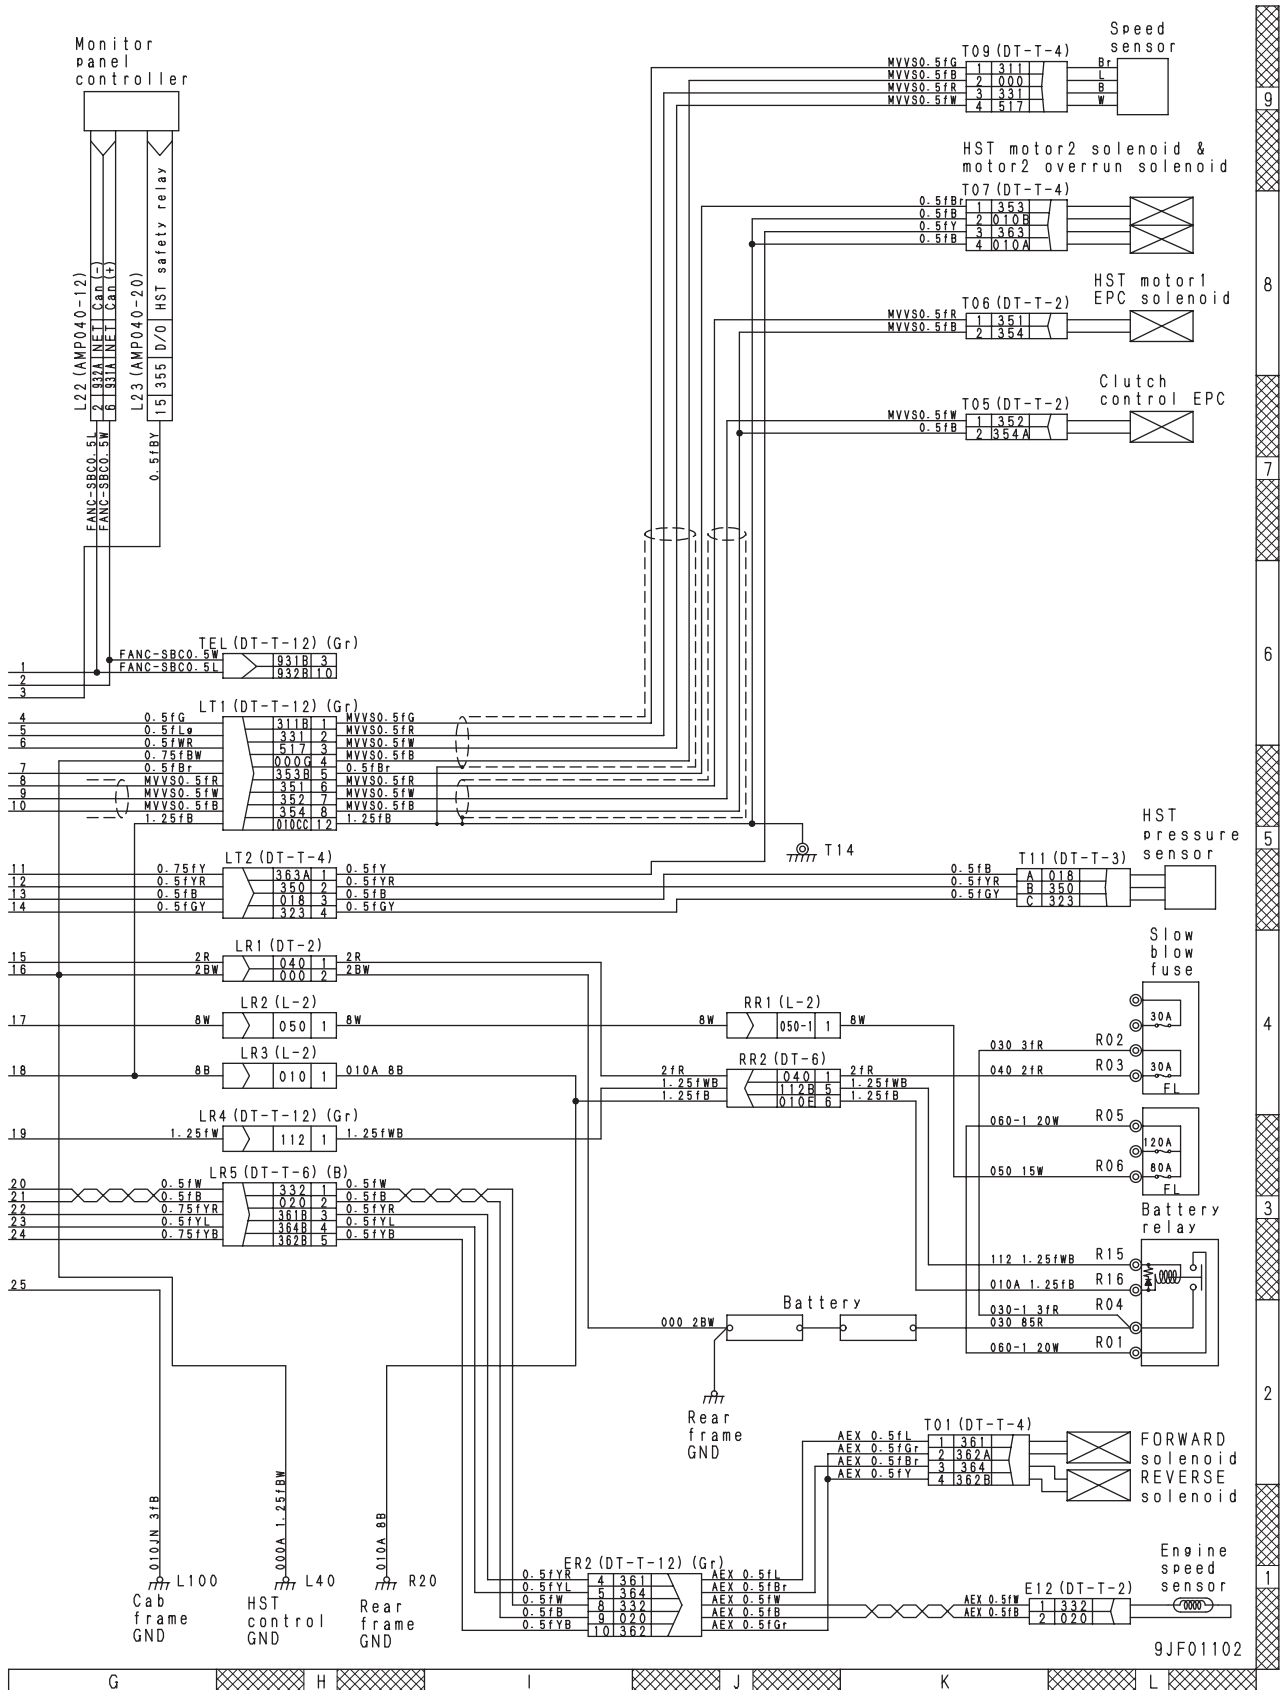 Monitor
panel
controller
L22 (AMP040-12)
2 932A NET Can(-)
6 931A NET Can(+)
L23 (AMP040-20)
15 355 D/O HST safety relay
FANC-SBC0.5L
FANC-SBC0.5W
0.5fBY
Speed
sensor
T09 (DT-T-4)
MVVS0.5fG 1 311 Br
MVVS0.5fB 2 000 L
MVVS0.5fR 3 331 B
MVVS0.5fW 4 517 W
HST motor2 solenoid &
motor2 overrun solenoid
T07 (DT-T-4)
0.5fBr 1 353
0.5fB 2 010B
0.5fY 3 363
0.5fB 4 010A
HST motor1
EPC solenoid
T06 (DT-T-2)
MVVS0.5fR 1 351
MVVS0.5fB 2 354
Clutch
control EPC
T05 (DT-T-2)
MVVS0.5fW 1 352
0.5fB 2 354A
TEL (DT-T-12) (Gr)
FANC-SBC0.5W 931B 3
FANC-SBC0.5L 932B 10
1
2
3
LT1 (DT-T-12) (Gr)
4 0.5fG 311B 1 MVVS0.5fG
5 0.5fLg 331 2 MVVS0.5fR
6 0.5fWR 517 3 MVVS0.5fW
0.75fBW 000G 4 MVVS0.5fB
7 0.5fBr 353B 5 0.5fBr
8 MVVS0.5fR 351 6 MVVS0.5fR
9 MVVS0.5fW 352 7 MVVS0.5fW
10 MVVS0.5fB 354 8 MVVS0.5fB
1.25fB 010CC 12 1.25fB
T14
HST
pressure
sensor
LT2 (DT-T-4)
11 0.75fY 363A 1 0.5fY
12 0.5fYR 350 2 0.5fYR
13 0.5fB 018 3 0.5fB
14 0.5fGY 323 4 0.5fGY
T11 (DT-T-3)
0.5fB A 018
0.5fYR B 350
0.5fGY C 323
LR1 (DT-2)
15 2R 040 1 2R
16 2BW 000 2 2BW
Slow
blow
fuse
30A
30A
FL
LR2 (L-2)
17 8W 050 1 8W
RR1 (L-2)
8W 050-1 1 8W
LR3 (L-2)
18 8B 010 1 010A 8B
RR2 (DT-6)
2fR 040 1 2fR
1.25fWB 112B 5 1.25fWB
1.25fB 010E 6 1.25fB
030 3fR R02
040 2fR R03
LR4 (DT-T-12) (Gr)
19 1.25fW 112 1 1.25fWB
060-1 20W R05
120A
050 15W R06
80A
FL
LR5 (DT-T-6) (B)
20 0.5fW 332 1 0.5fW
21 0.5fB 020 2 0.5fB
22 0.75fYR 361B 3 0.5fYR
23 0.5fYL 364B 4 0.5fYL
24 0.75fYB 362B 5 0.5fYB
25
Battery
relay
112 1.25fWB R15
010A 1.25fB R16
030-1 3fR R04
030 85R
060-1 20W R01
Battery
000 2BW
Rear
frame
GND
T01 (DT-T-4)
AEX 0.5fL 1 361
AEX 0.5fGr 2 362A
AEX 0.5fBr 3 364
AEX 0.5fY 4 362B
FORWARD
solenoid
REVERSE
solenoid
010JN 3fB
L100
Cab
frame
GND
000A 1.25fBW
L40
HST
control
GND
010A 8B
R20
Rear
frame
GND
ER2 (DT-T-12) (Gr)
0.5fYR 4 361 AEX 0.5fL
0.5fYL 5 364 AEX 0.5fBr
0.5fW 8 332 AEX 0.5fW
0.5fB 9 020 AEX 0.5fB
0.5fYB 10 362 AEX 0.5fGr
Engine
speed
sensor
E12 (DT-T-2)
AEX 0.5fW 1 332
AEX 0.5fB 2 020
9JF01102
9
8
7
6
5
4
3
2
1
G H I J K L